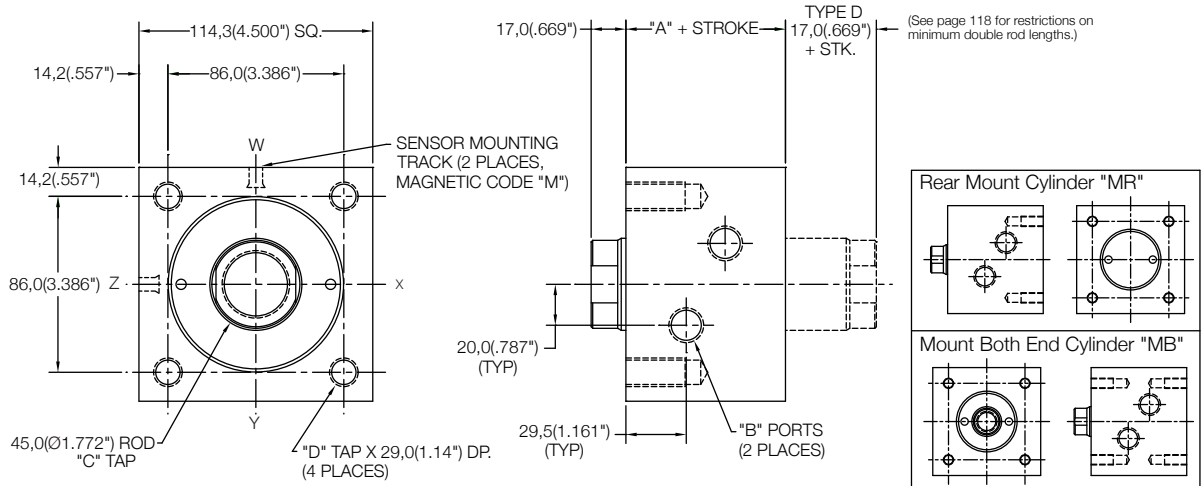 114,3(4.500") SQ.
14,2(.557")
86,0(3.386")
W
SENSOR MOUNTING
TRACK (2 PLACES,
MAGNETIC CODE "M")
14,2(.557")
86,0(3.386")
Z
X
Y
45,0(Ø1.772") ROD
"C" TAP
"D" TAP X 29,0(1.14") DP.
(4 PLACES)
17,0(.669")
"A" + STROKE
TYPE D
17,0(.669")
+ STK.
(See page 118 for restrictions on
minimum double rod lengths.)
20,0(.787")
(TYP)
29,5(1.161")
(TYP)
"B" PORTS
(2 PLACES)
Rear Mount Cylinder "MR"
Mount Both End Cylinder "MB"